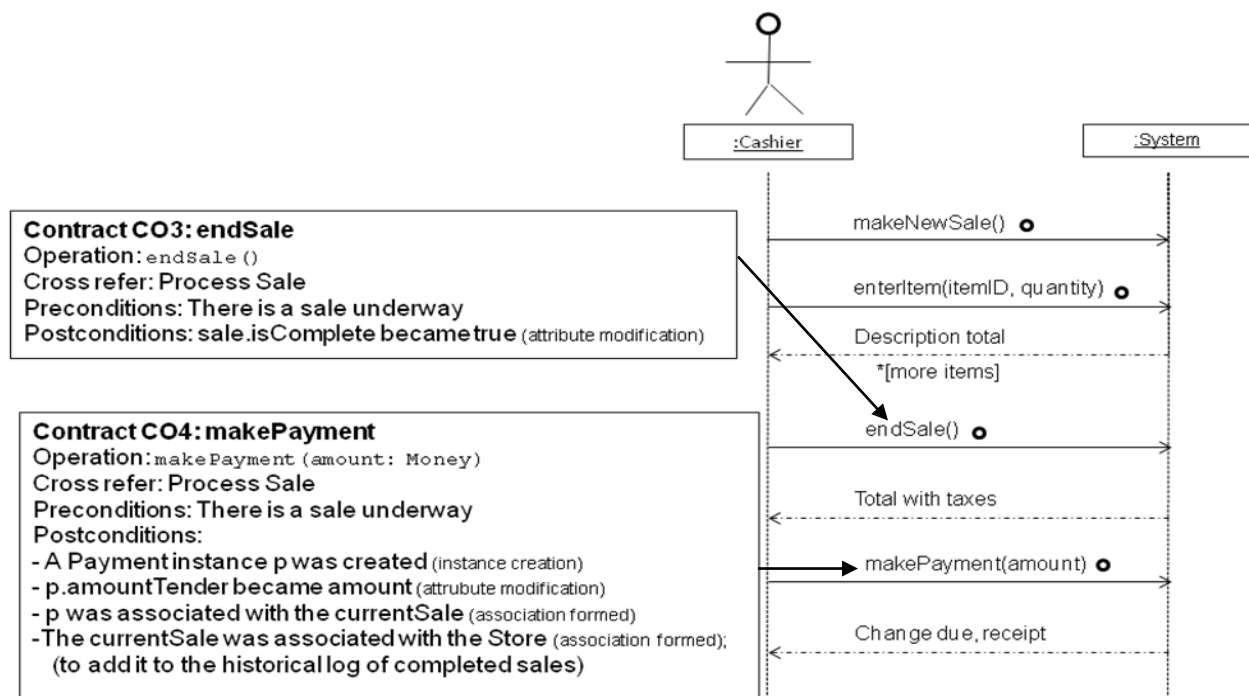 :Cashier
:System
Contract CO3: endSale
Operation: endSale()
Cross refer: Process Sale
Preconditions: There is a sale underway
Postconditions: sale.isComplete became true (attribute modification)
Contract CO4: makePayment
Operation: makePayment(amount: Money)
Cross refer: Process Sale
Preconditions: There is a sale underway
Postconditions:
- A Payment instance p was created (instance creation)
- p.amountTender became amount (attrubute modification)
- p was associated with the currentSale (association formed)
-The currentSale was associated with the Store (association formed);
(to add it to the historical log of completed sales)
makeNewSale()
enterItem(itemID, quantity)
Description total
*[more items]
endSale()
Total with taxes
makePayment(amount)
Change due, receipt